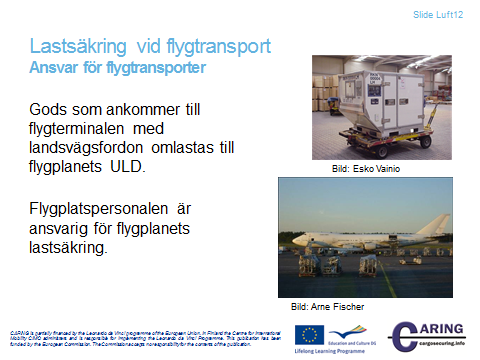 Slide Luft12
Lastsäkring vid flygtransport
Ansvar för flygtransporter
Gods som ankommer till
flygterminalen med
landsvägsfordon omlastas till
flygplanets ULD.
Flygplatspersonalen är
ansvarig för flygplanets
lastsäkring.
Bild: Esko Vainio
Bild: Arne Fischer
CARING is partially financed by the Leonardo da Vinci programme of the European Union. In Finland the Centre for International
Mobility CIMO administers and is responsible for implementing the Leonardo da Vinci Programme. This publication has been
funded by the European Commission. The Commission accepts no responsibility for the contents of the publication.
Education and Culture DG
Lifelong Learning Programme
CARING
cargosecuring.info